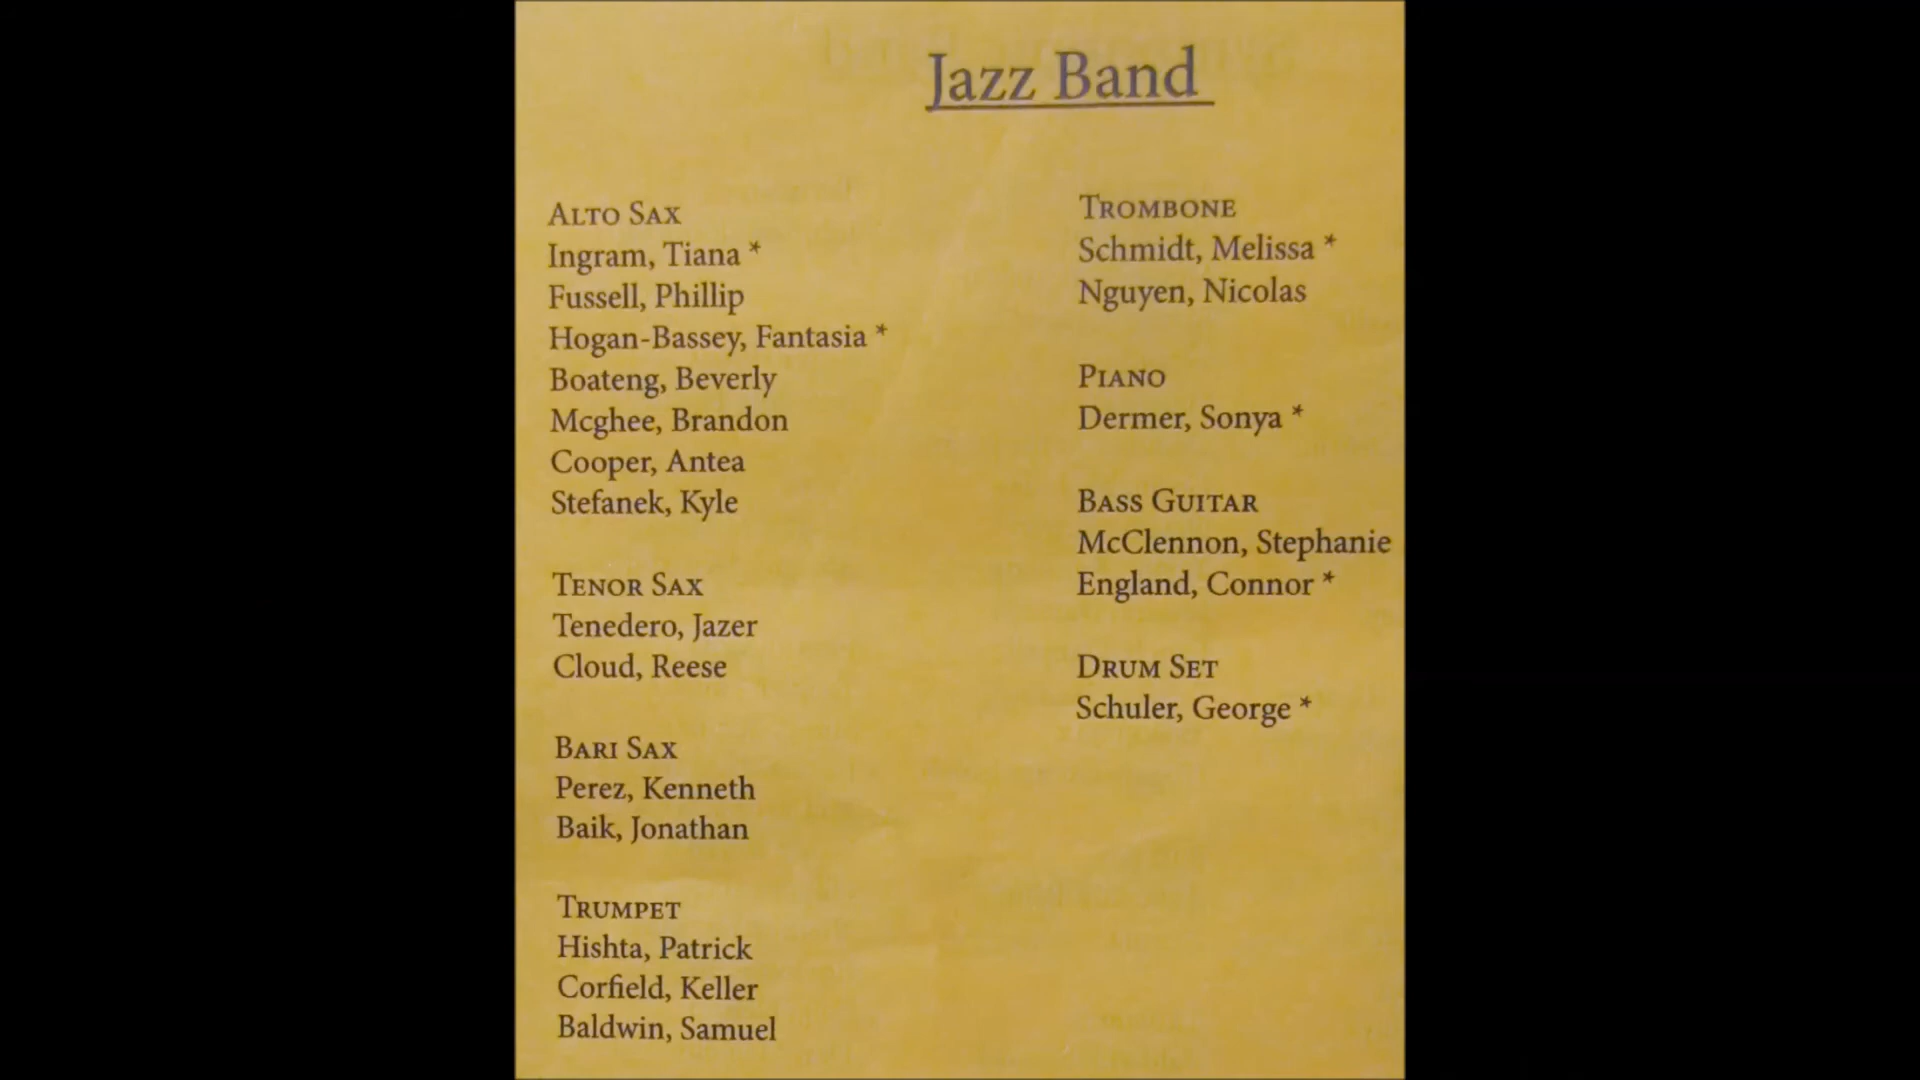 Jazz Band
ALTO SAX
Ingram, Tiana *
Fussell, Phillip
Hogan-Bassey, Fantasia *
Boateng, Beverly
Mcghee, Brandon
Cooper, Antea
Stefanek, Kyle
TENOR SAX
Tenedero, Jazer
Cloud, Reese
BARI SAX
Perez, Kenneth
Baik, Jonathan
TRUMPET
Hishta, Patrick
Corfield, Keller
Baldwin, Samuel
TROMBONE
Schmidt, Melissa *
Nguyen, Nicolas
PIANO
Dermer, Sonya *
BASS GUITAR
McClennon, Stephanie
England, Connor *
DRUM SET
Schuler, George *